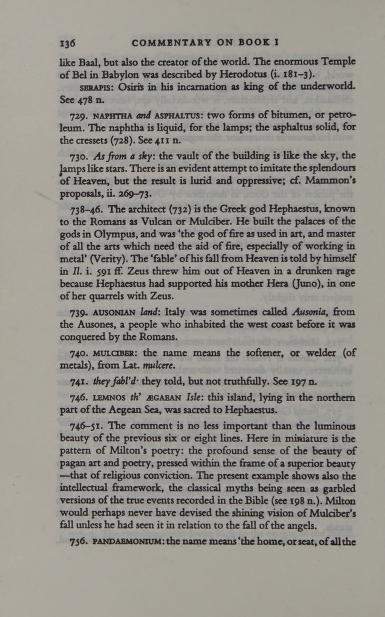 136 COMMENTARY ON BOOK I
like Baal, but also the creator of the world. The enormous Temple
of Bel in Babylon was described by Herodotus (i. 181–3).
SERAPIS: Osiris in his incarnation as king of the underworld.
See 478 n.
729. NAPHTHA and ASPHALTUS: two forms of bitumen, or petro-
leum. The naphtha is liquid, for the lamps; the asphaltus solid, for
the cressets (728). See 411 n.
730. As from a sky: the vault of the building is like the sky, the
lamps like stars. There is an evident attempt to imitate the splendours
of Heaven, but the result is lurid and oppressive; cf. Mammon's
proposals, ii. 269–73.
738–46. The architect (732) is the Greek god Hephaestus, known
to the Romans as Vulcan or Mulciber. He built the palaces of the
gods in Olympus, and was 'the god of fire as used in art, and master
of all the arts which need the aid of fire, especially of working in
metal' (Verity). The 'fable' of his fall from Heaven is told by himself
in Il. i. 591 ff. Zeus threw him out of Heaven in a drunken rage
because Hephaestus had supported his mother Hera (Juno), in one
of her quarrels with Zeus.
739. AUSONIAN land: Italy was sometimes called Ausonia, from
the Ausones, a people who inhabited the west coast before it was
conquered by the Romans.
740. MULCIBER: the name means the softener, or welder (of
metals), from Lat. mulcere.
741. they fabl'd· they told, but not truthfully. See 197 n.
746. LEMNOS th' ÆGAEAN Isle: this island, lying in the northern
part of the Aegean Sea, was sacred to Hephaestus.
746–51. The comment is no less important than the luminous
beauty of the previous six or eight lines. Here in miniature is the
pattern of Milton's poetry: the profound sense of the beauty of
pagan art and poetry, pressed within the frame of a superior beauty
—that of religious conviction. The present example shows also the
intellectual framework, the classical myths being seen as garbled
versions of the true events recorded in the Bible (see 198 n.). Milton
would perhaps never have devised the shining vision of Mulciber's
fall unless he had seen it in relation to the fall of the angels.
756. PANDAEMONIUM: the name means 'the home, or seat, of all the